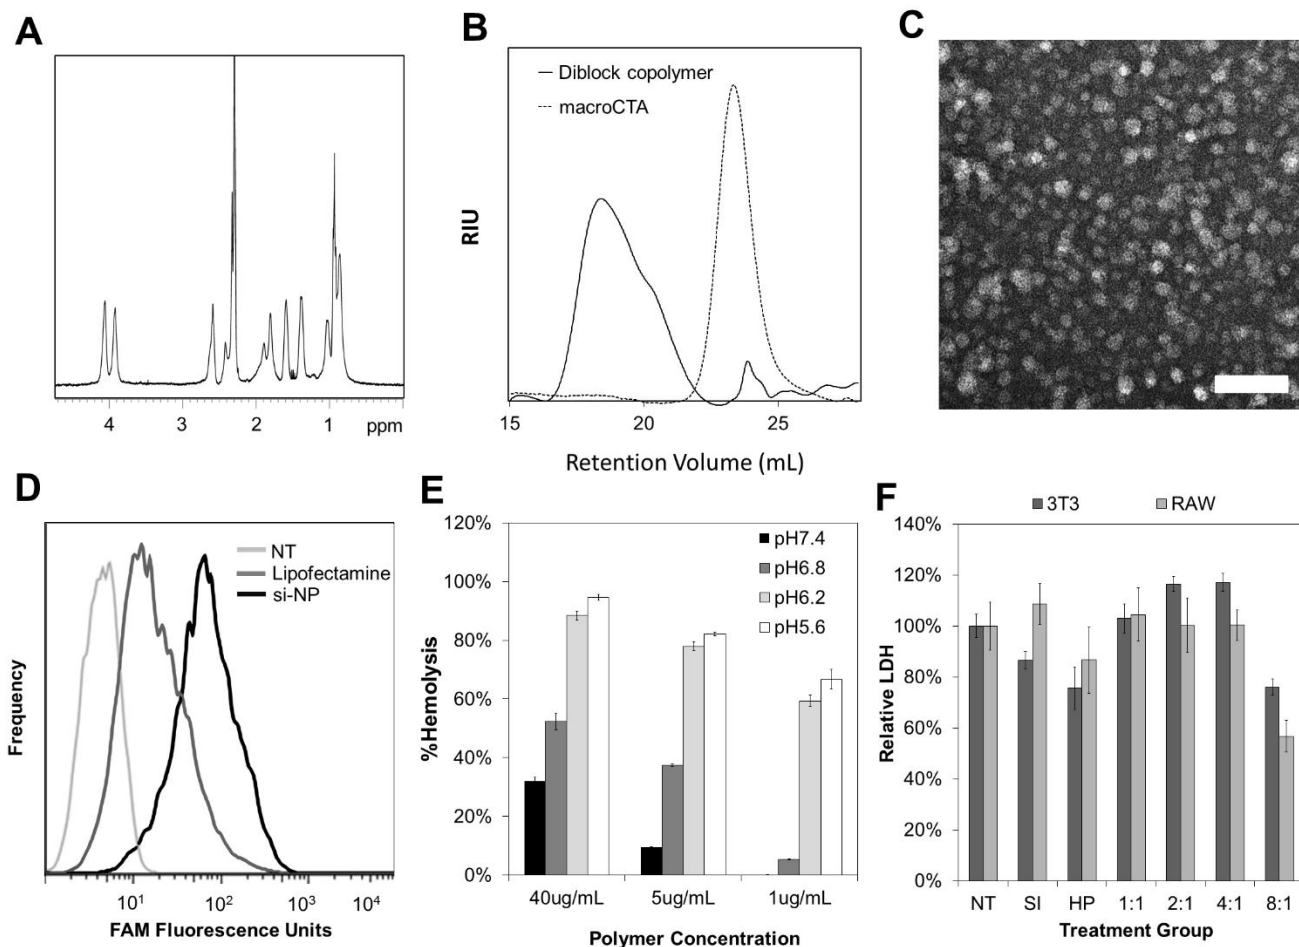 A
4 3 2 1 ppm
B
Diblock copolymer
macroCTA
RIU
15 20 25
Retention Volume (mL)
C
D
NT
Lipofectamine
si-NP
Frequency
10¹ 10² 10³ 10⁴
FAM Fluorescence Units
E
120%
100%
80%
60%
40%
20%
0%
%Hemolysis
pH7.4
pH6.8
pH6.2
pH5.6
40ug/mL 5ug/mL 1ug/mL
Polymer Concentration
F
3T3 RAW
140%
120%
100%
80%
60%
40%
20%
0%
Relative LDH
NT SI HP 1:1 2:1 4:1 8:1
Treatment Group